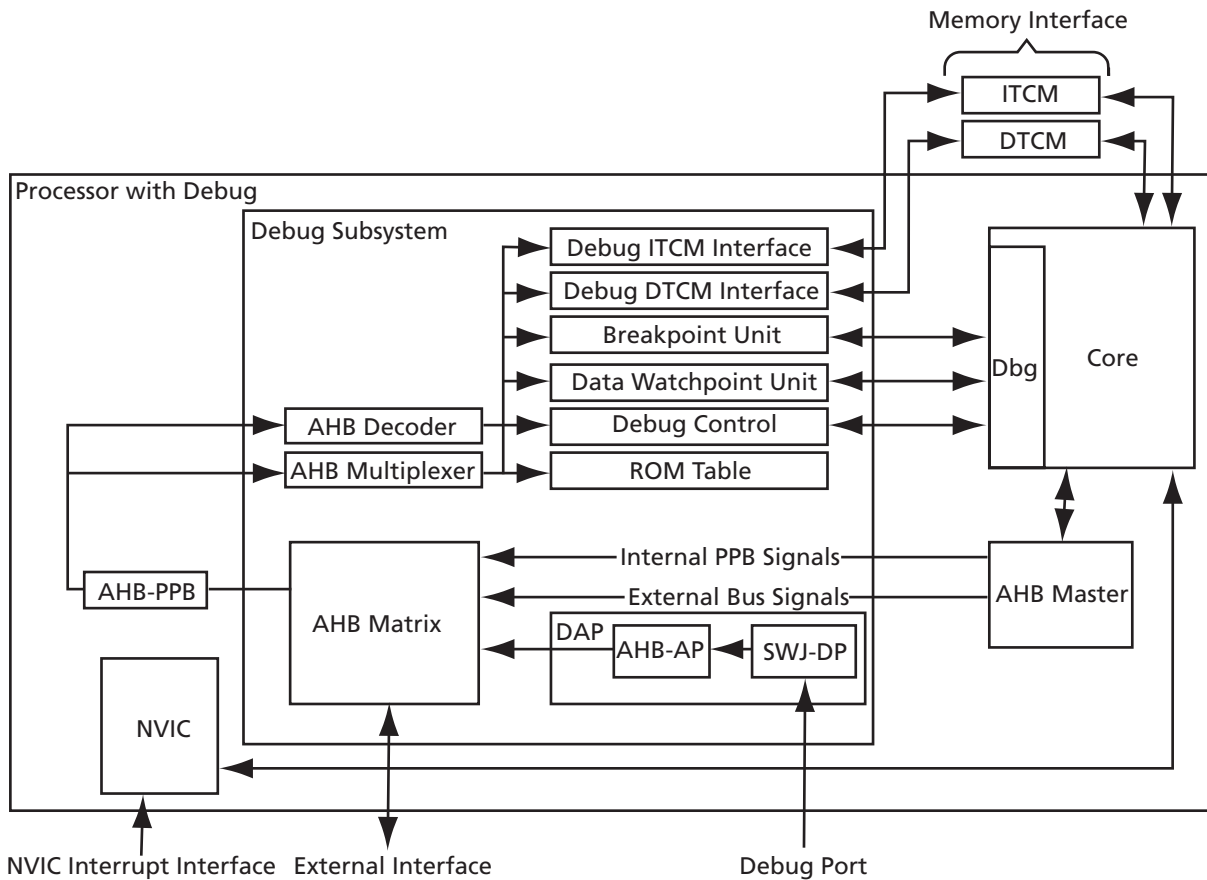 Memory Interface
ITCM
DTCM
Processor with Debug
Debug Subsystem
Debug ITCM Interface
Debug DTCM Interface
Breakpoint Unit
Data Watchpoint Unit
Debug Control
ROM Table
AHB Decoder
AHB Multiplexer
Dbg
Core
Internal PPB Signals
External Bus Signals
AHB-PPB
AHB Matrix
AHB Master
DAP
AHB-AP
SWJ-DP
NVIC
NVIC Interrupt Interface
External Interface
Debug Port